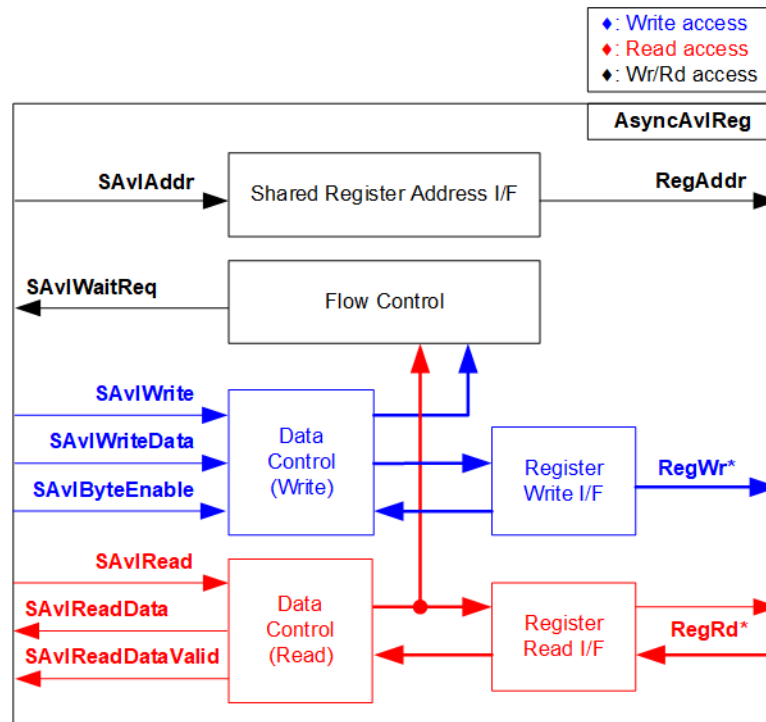 ♦: Write access
♦: Read access
♦: Wr/Rd access
AsyncAvlReg
SAvlAddr
Shared Register Address I/F
RegAddr
SAvlWaitReq
Flow Control
SAvlWrite
SAvlWriteData
SAvlByteEnable
Data
Control
(Write)
Register
Write I/F
RegWr*
SAvlRead
SAvlReadData
SAvlReadDataValid
Data
Control
(Read)
Register
Read I/F
RegRd*